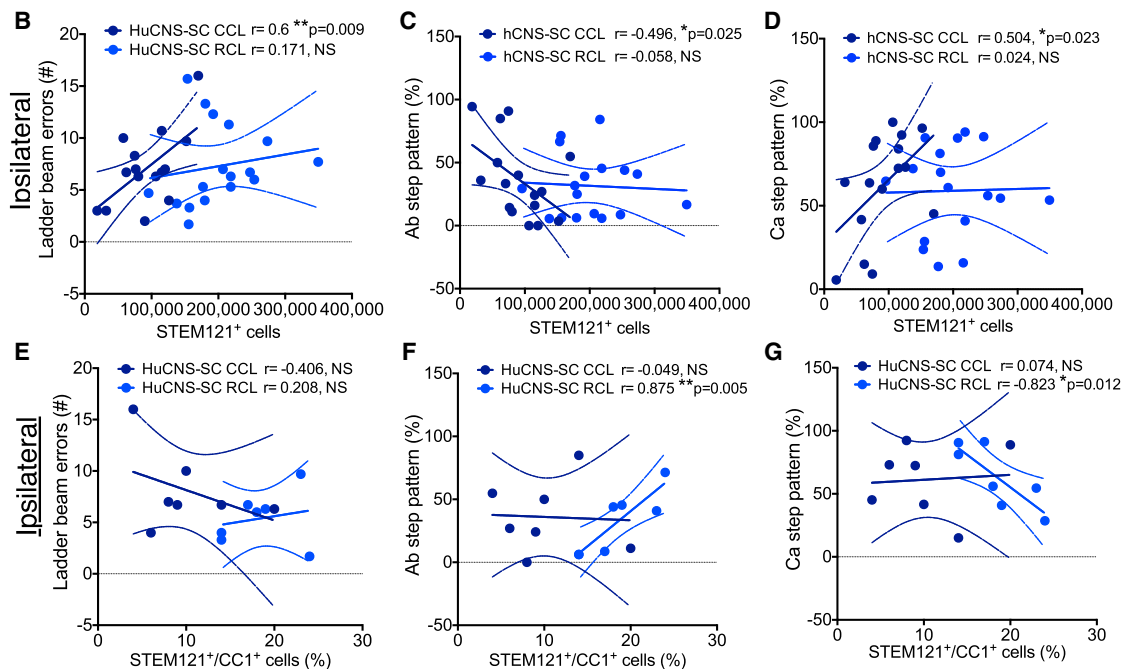 B
HuCNS-SC CCL r= 0.6 **p=0.009
HuCNS-SC RCL r= 0.171, NS
Ipsilateral
Ladder beam errors (#)
20
15
10
5
0
-5
0 100,000 200,000 300,000 400,000
STEM121+ cells
C
hCNS-SC CCL r= -0.496, *p=0.025
hCNS-SC RCL r= -0.058, NS
Ab step pattern (%)
150
100
50
0
-50
0 100,000 200,000 300,000 400,000
STEM121+ cells
D
hCNS-SC CCL r= 0.504, *p=0.023
hCNS-SC RCL r= 0.024, NS
Ca step pattern (%)
150
100
50
0
0 100,000 200,000 300,000 400,000
STEM121+ cells
E
HuCNS-SC CCL r= -0.406, NS
HuCNS-SC RCL r= 0.208, NS
Ipsilateral
Ladder beam errors (#)
20
15
10
5
0
-5
0 10 20 30
STEM121+/CC1+ cells (%)
F
HuCNS-SC CCL r=-0.049, NS
HuCNS-SC RCL r= 0.875 **p=0.005
Ab step pattern (%)
150
100
50
0
-50
0 10 20 30
STEM121+/CC1+ cells (%)
G
HuCNS-SC CCL r= 0.074, NS
HuCNS-SC RCL r= -0.823 *p=0.012
Ca step pattern (%)
150
100
50
0
-50
0 10 20 30
STEM121+/CC1+ cells (%)